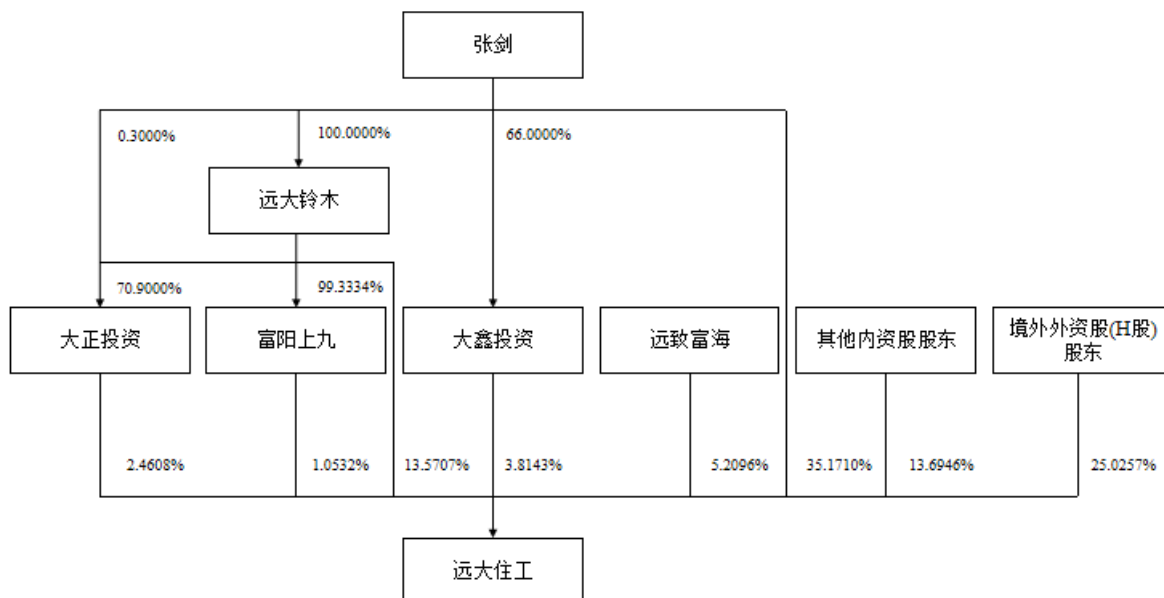 张剑
0.3000%
100.0000%
66.0000%
远大铃木
70.9000%
99.3334%
大正投资
富阳上九
大鑫投资
远致富海
其他内资股股东
境外外资股(H股)
股东
2.4608%
1.0532%
13.5707%
3.8143%
5.2096%
35.1710%
13.6946%
25.0257%
远大住工